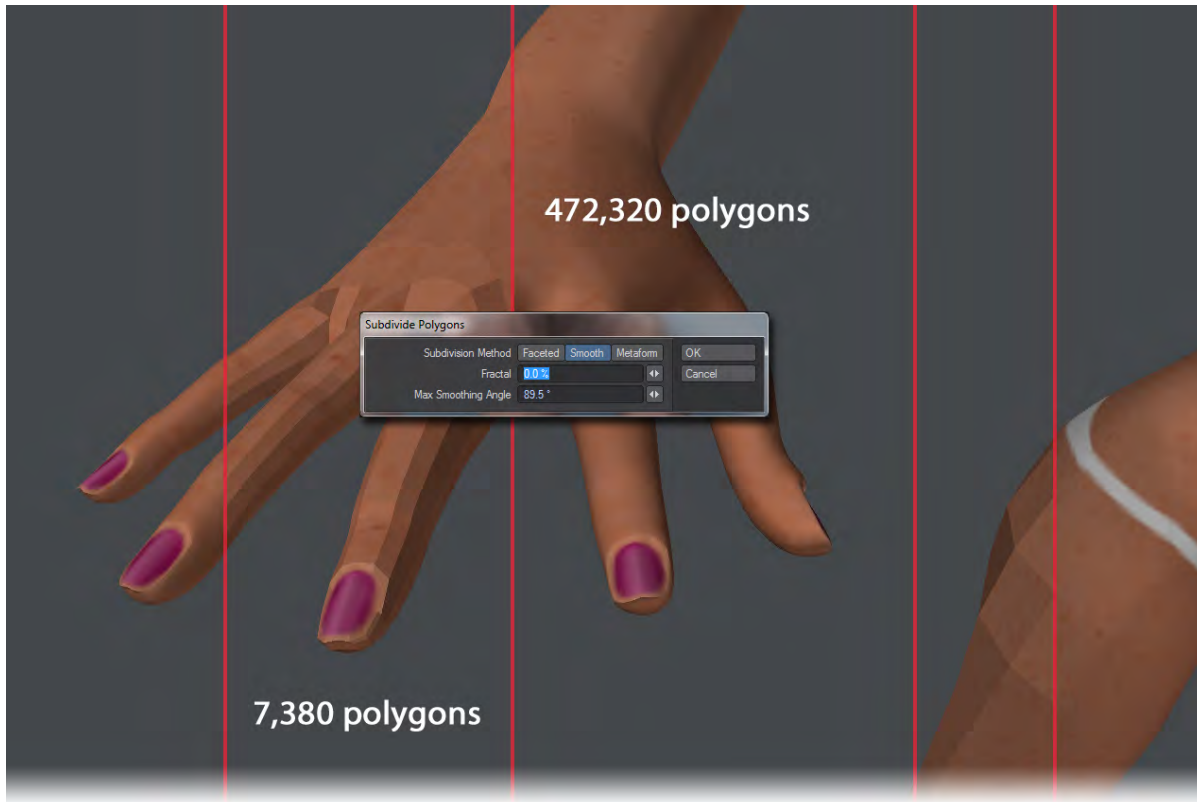 472,320 polygons
Subdivide Polygons
Subdivision Method Faceted Smooth Metaform OK
Fractal 0.0 % Cancel
Max Smoothing Angle 89.5 °
7,380 polygons